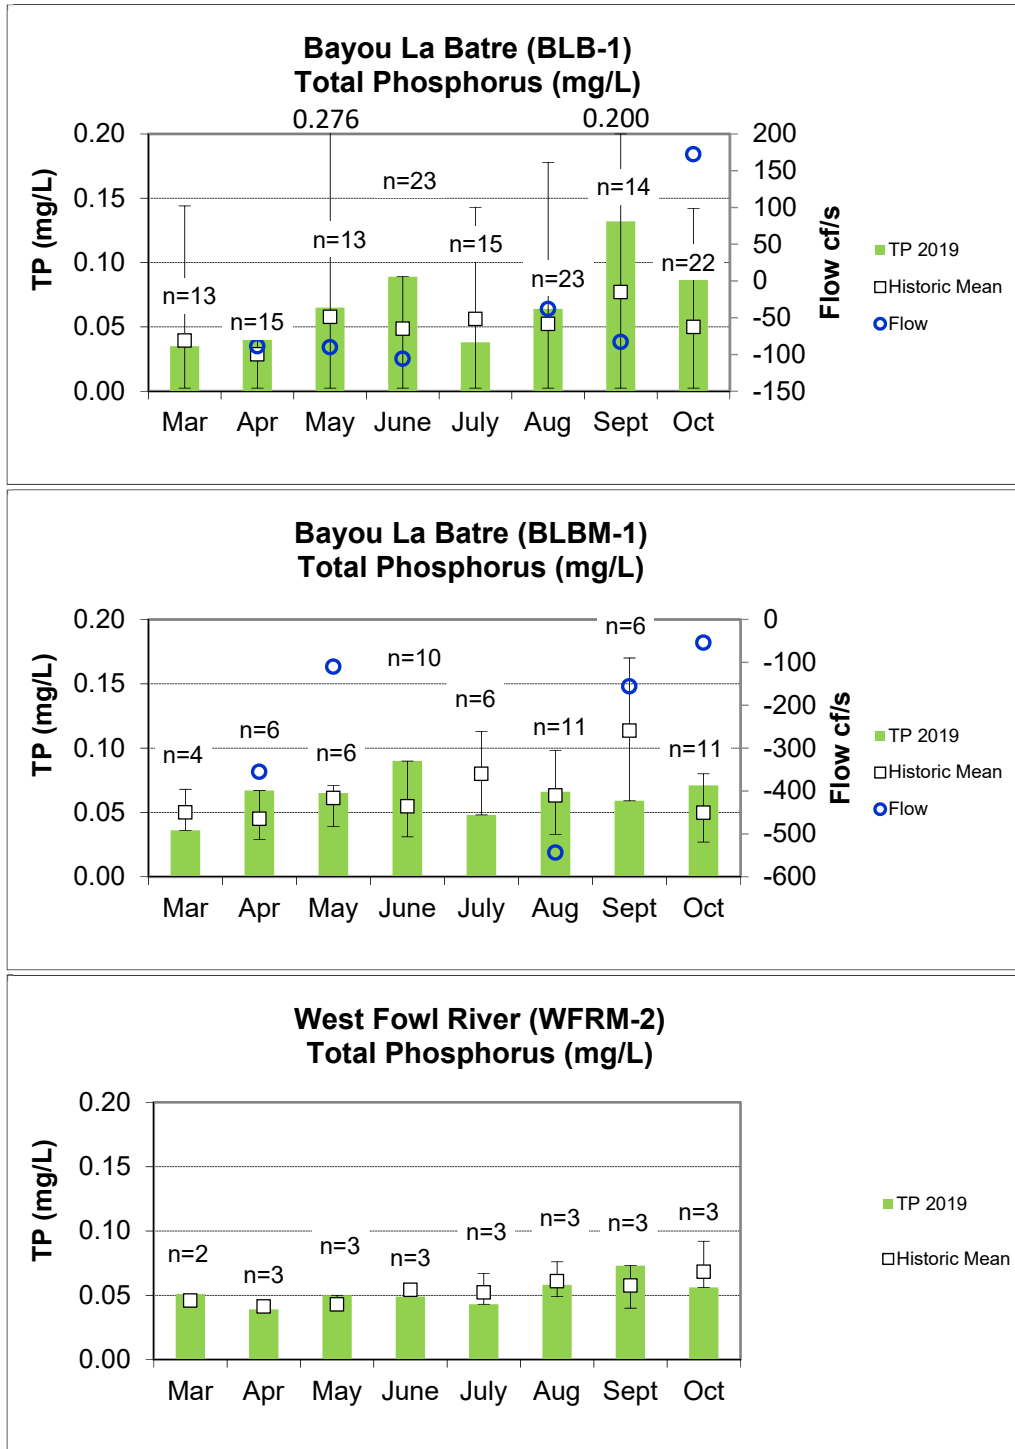 Bayou La Batre (BLB-1)
Total Phosphorus (mg/L)
0.276
0.200
0.20
0.15
0.10
0.05
0.00
TP (mg/L)
n=13
n=15
n=13
n=23
n=15
n=23
n=14
n=22
200
150
100
50
0
-50
-100
-150
Flow cf/s
Mar Apr May June July Aug Sept Oct
TP 2019
Historic Mean
Flow
Bayou La Batre (BLBM-1)
Total Phosphorus (mg/L)
0.20
0.15
0.10
0.05
0.00
TP (mg/L)
n=4
n=6
n=6
n=10
n=6
n=11
n=6
n=11
0
-100
-200
-300
-400
-500
-600
Flow cf/s
Mar Apr May June July Aug Sept Oct
TP 2019
Historic Mean
Flow
West Fowl River (WFRM-2)
Total Phosphorus (mg/L)
0.20
0.15
0.10
0.05
0.00
TP (mg/L)
n=2
n=3
n=3
n=3
n=3
n=3
n=3
n=3
Mar Apr May June July Aug Sept Oct
TP 2019
Historic Mean